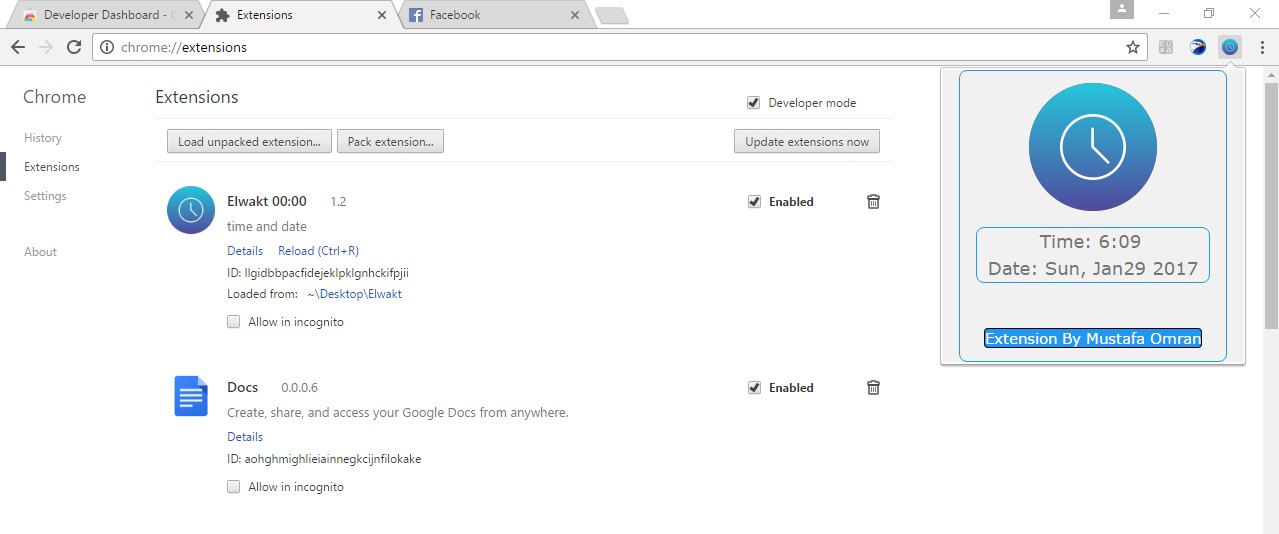 Developer Dashboard - C
Extensions
Facebook
chrome://extensions
Chrome
History
Extensions
Settings
About
Extensions
Developer mode
Load unpacked extension...
Pack extension...
Update extensions now
Elwakt 00:00 1.2
Enabled
time and date
Details Reload (Ctrl+R)
ID: llgidbbpacfidejeklpklgnhckifpjii
Loaded from: ~\Desktop\Elwakt
Allow in incognito
Docs 0.0.0.6
Enabled
Create, share, and access your Google Docs from anywhere.
Details
ID: aohghmighlieiainnegkcijnfilokake
Allow in incognito
Time: 6:09
Date: Sun, Jan29 2017
Extension By Mustafa Omran